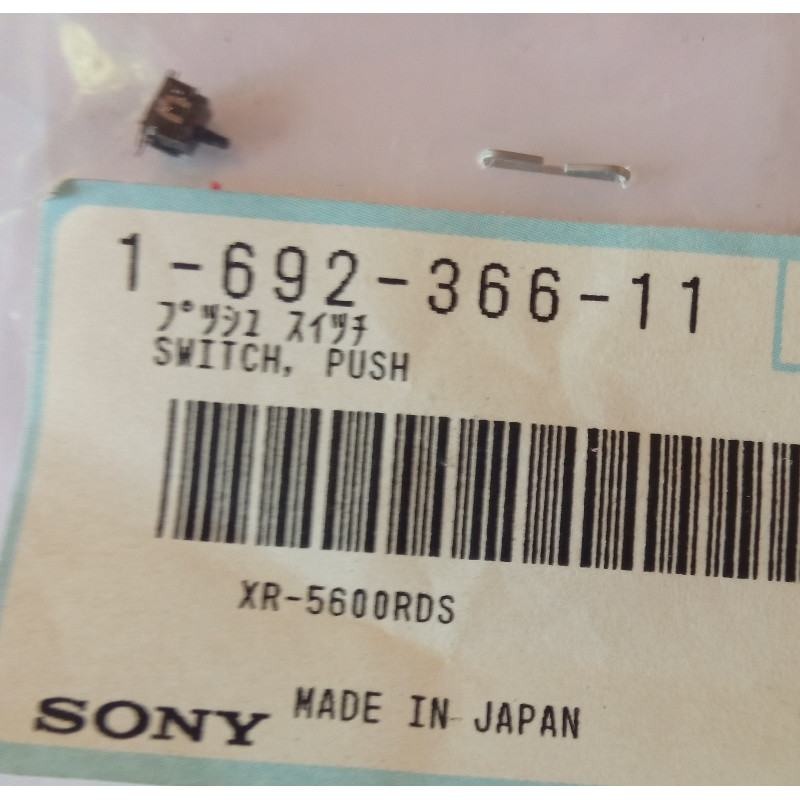 1-692-366-11
プッシュ スイッチ
SWITCH, PUSH
XR-5600RDS
SONY MADE IN JAPAN